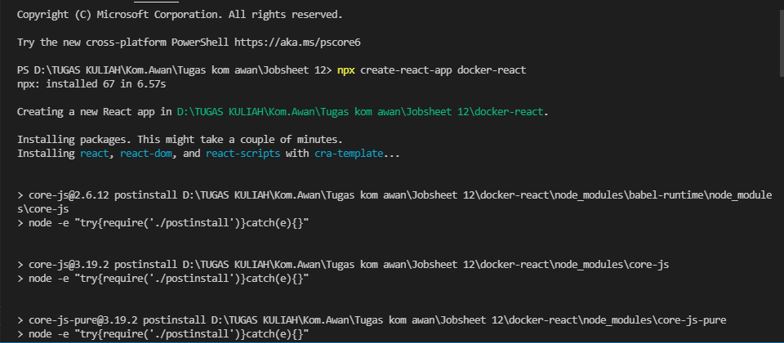 Copyright (C) Microsoft Corporation. All rights reserved.
Try the new cross-platform PowerShell https://aka.ms/pscore6
PS D:\TUGAS KULIAH\Kom.Awan\Tugas kom awan\Jobsheet 12> npx create-react-app docker-react
npx: installed 67 in 6.57s
Creating a new React app in D:\TUGAS KULIAH\Kom.Awan\Tugas kom awan\Jobsheet 12\docker-react.
Installing packages. This might take a couple of minutes.
Installing react, react-dom, and react-scripts with cra-template...
> core-js@2.6.12 postinstall D:\TUGAS KULIAH\Kom.Awan\Tugas kom awan\Jobsheet 12\docker-react\node_modules\babel-runtime\node_module
s\core-js
> node -e "try{require('./postinstall')}catch(e){}"
> core-js@3.19.2 postinstall D:\TUGAS KULIAH\Kom.Awan\Tugas kom awan\Jobsheet 12\docker-react\node_modules\core-js
> node -e "try{require('./postinstall')}catch(e){}"
> core-js-pure@3.19.2 postinstall D:\TUGAS KULIAH\Kom.Awan\Tugas kom awan\Jobsheet 12\docker-react\node_modules\core-js-pure
> node -e "try{require('./postinstall')}catch(e){}"